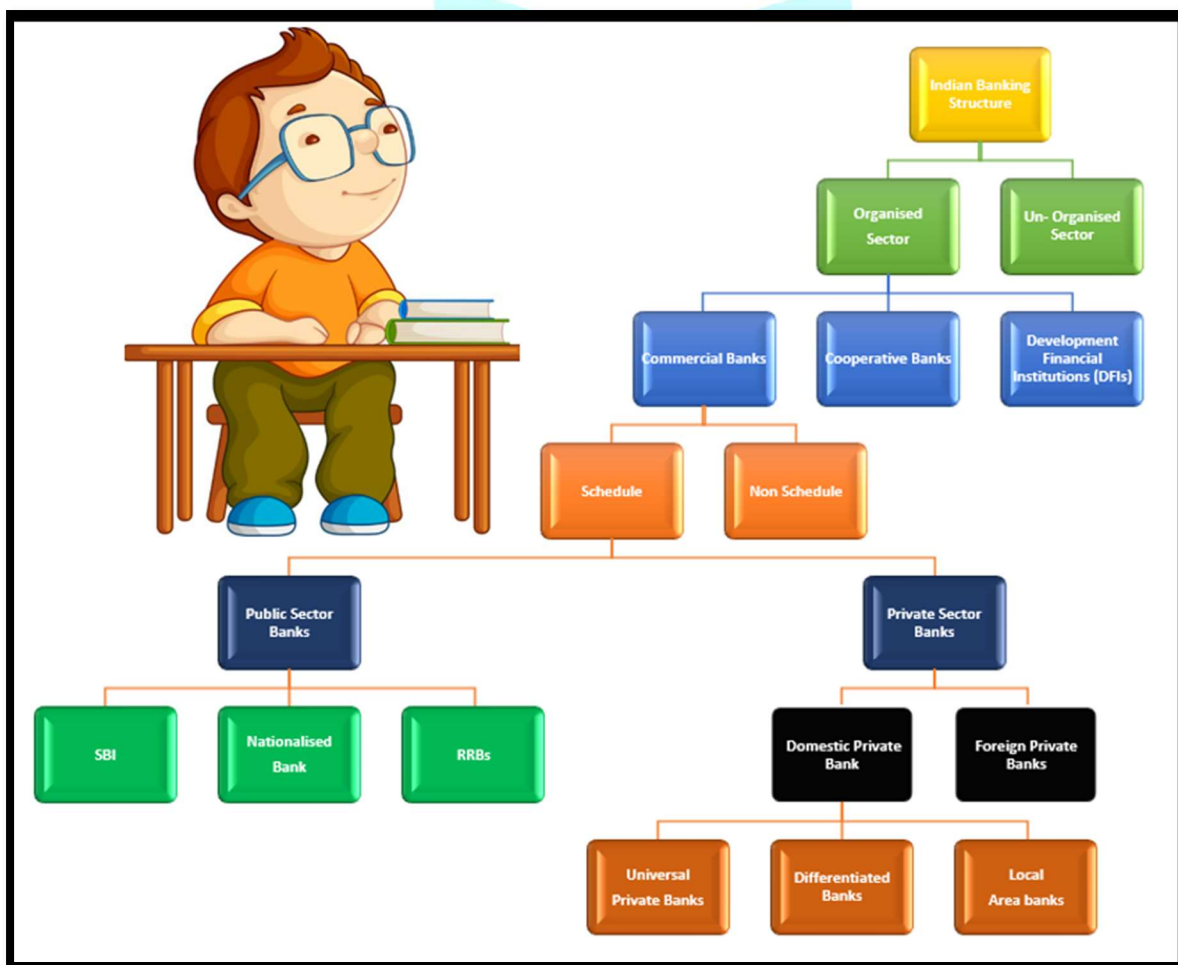 Indian Banking
Structure
Organised
Sector
Un- Organised
Sector
Commercial Banks
Cooperative Banks
Development
Financial
Institutions (DFIs)
Schedule
Non Schedule
Public Sector
Banks
Private Sector
Banks
SBI
Nationalised
Bank
RRBs
Domestic Private
Bank
Foreign Private
Banks
Universal
Private Banks
Differentiated
Banks
Local
Area banks